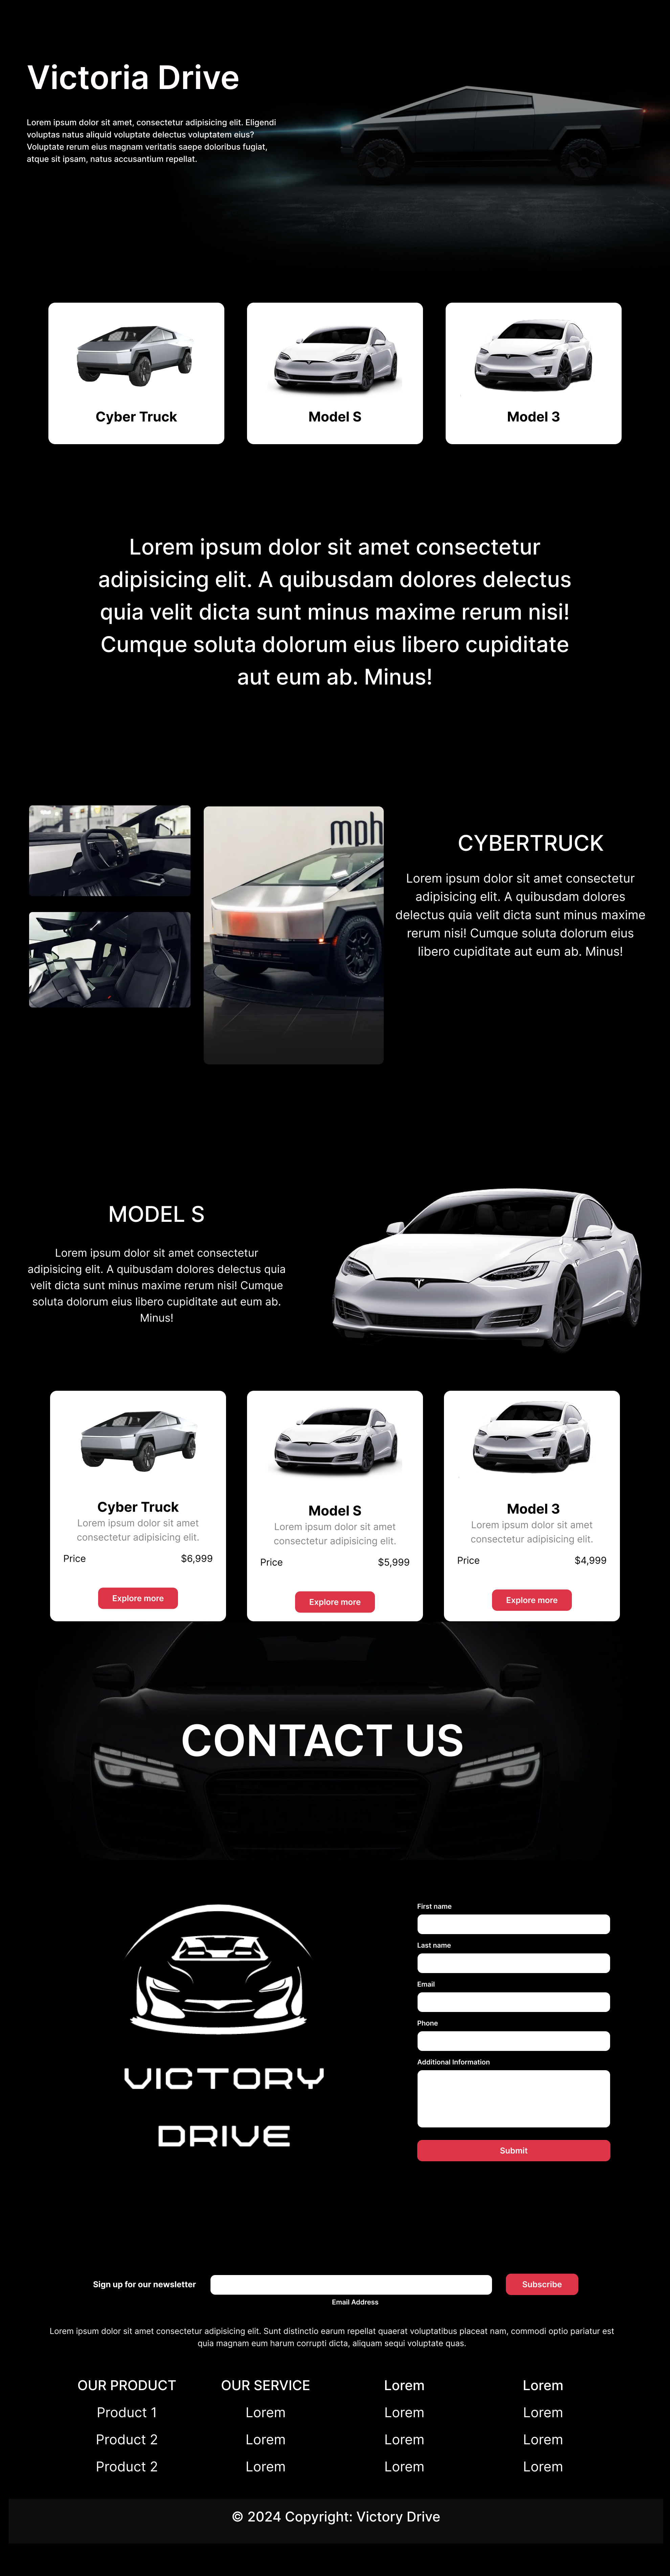 Victoria Drive
Lorem ipsum dolor sit amet, consectetur adipisicing elit. Eligendi
voluptas natus aliquid voluptate delectus voluptatem eius?
Voluptate rerum eius magnam veritatis saepe doloribus fugiat,
atque sit ipsam, natus accusantium repellat.
Cyber Truck
Model S
Model 3
Lorem ipsum dolor sit amet consectetur
adipisicing elit. A quibusdam dolores delectus
quia velit dicta sunt minus maxime rerum nisi!
Cumque soluta dolorum eius libero cupiditate
aut eum ab. Minus!
mph
CYBERTRUCK
Lorem ipsum dolor sit amet consectetur
adipisicing elit. A quibusdam dolores
delectus quia velit dicta sunt minus maxime
rerum nisi! Cumque soluta dolorum eius
libero cupiditate aut eum ab. Minus!
MODEL S
Lorem ipsum dolor sit amet consectetur
adipisicing elit. A quibusdam dolores delectus quia
velit dicta sunt minus maxime rerum nisi! Cumque
soluta dolorum eius libero cupiditate aut eum ab.
Minus!
Cyber Truck
Lorem ipsum dolor sit amet
consectetur adipisicing elit.
Price $6,999
Explore more
Model S
Lorem ipsum dolor sit amet
consectetur adipisicing elit.
Price $5,999
Explore more
Model 3
Lorem ipsum dolor sit amet
consectetur adipisicing elit.
Price $4,999
Explore more
CONTACT US
VICTORY
DRIVE
First name
Last name
Email
Phone
Additional Information
Submit
Sign up for our newsletter
Subscribe
Email Address
Lorem ipsum dolor sit amet consectetur adipisicing elit. Sunt distinctio earum repellat quaerat voluptatibus placeat nam, commodi optio pariatur est
quia magnam eum harum corrupti dicta, aliquam sequi voluptate quas.
OUR PRODUCT
Product 1
Product 2
Product 2
OUR SERVICE
Lorem
Lorem
Lorem
Lorem
Lorem
Lorem
Lorem
Lorem
Lorem
Lorem
Lorem
© 2024 Copyright: Victory Drive